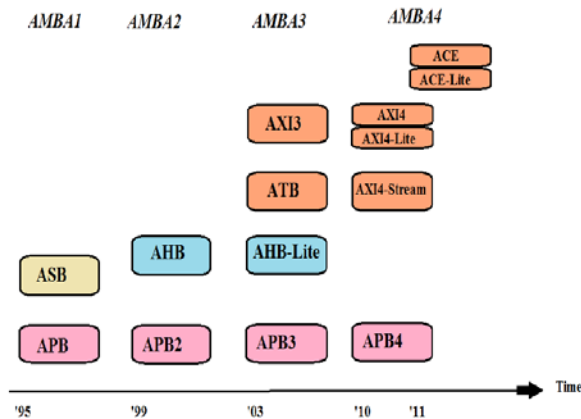 AMBA1 AMBA2 AMBA3 AMBA4
ACE
ACE-Lite
AXI3 AXI4
AXI4-Lite
ATB AXI4-Stream
ASB AHB AHB-Lite
APB APB2 APB3 APB4
Time
'95 '99 '03 '10 '11